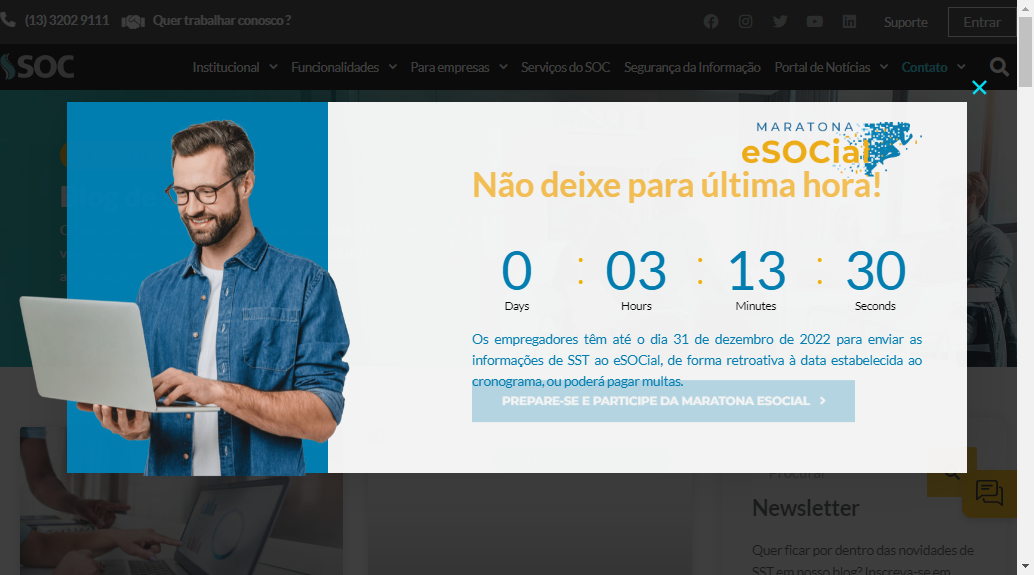 (13) 3202 9111 Quer trabalhar conosco ?
Suporte Entrar
SOC Institucional Funcionalidades Para empresas Serviços do SOC Segurança da Informação Portal de Notícias Contato
MARATONA
eSOCial
Não deixe para última hora!
0 : 03 : 13 : 30
Days Hours Minutes Seconds
Os empregadores têm até o dia 31 de dezembro de 2022 para enviar as
informações de SST ao eSOCial, de forma retroativa à data estabelecida ao
cronograma, ou poderá pagar multas.
PREPARE-SE E PARTICIPE DA MARATONA ESOCIAL
Blog de
Procurar
Newsletter
Quer ficar por dentro das novidades de
SST em nosso blog? Inscreva-se em